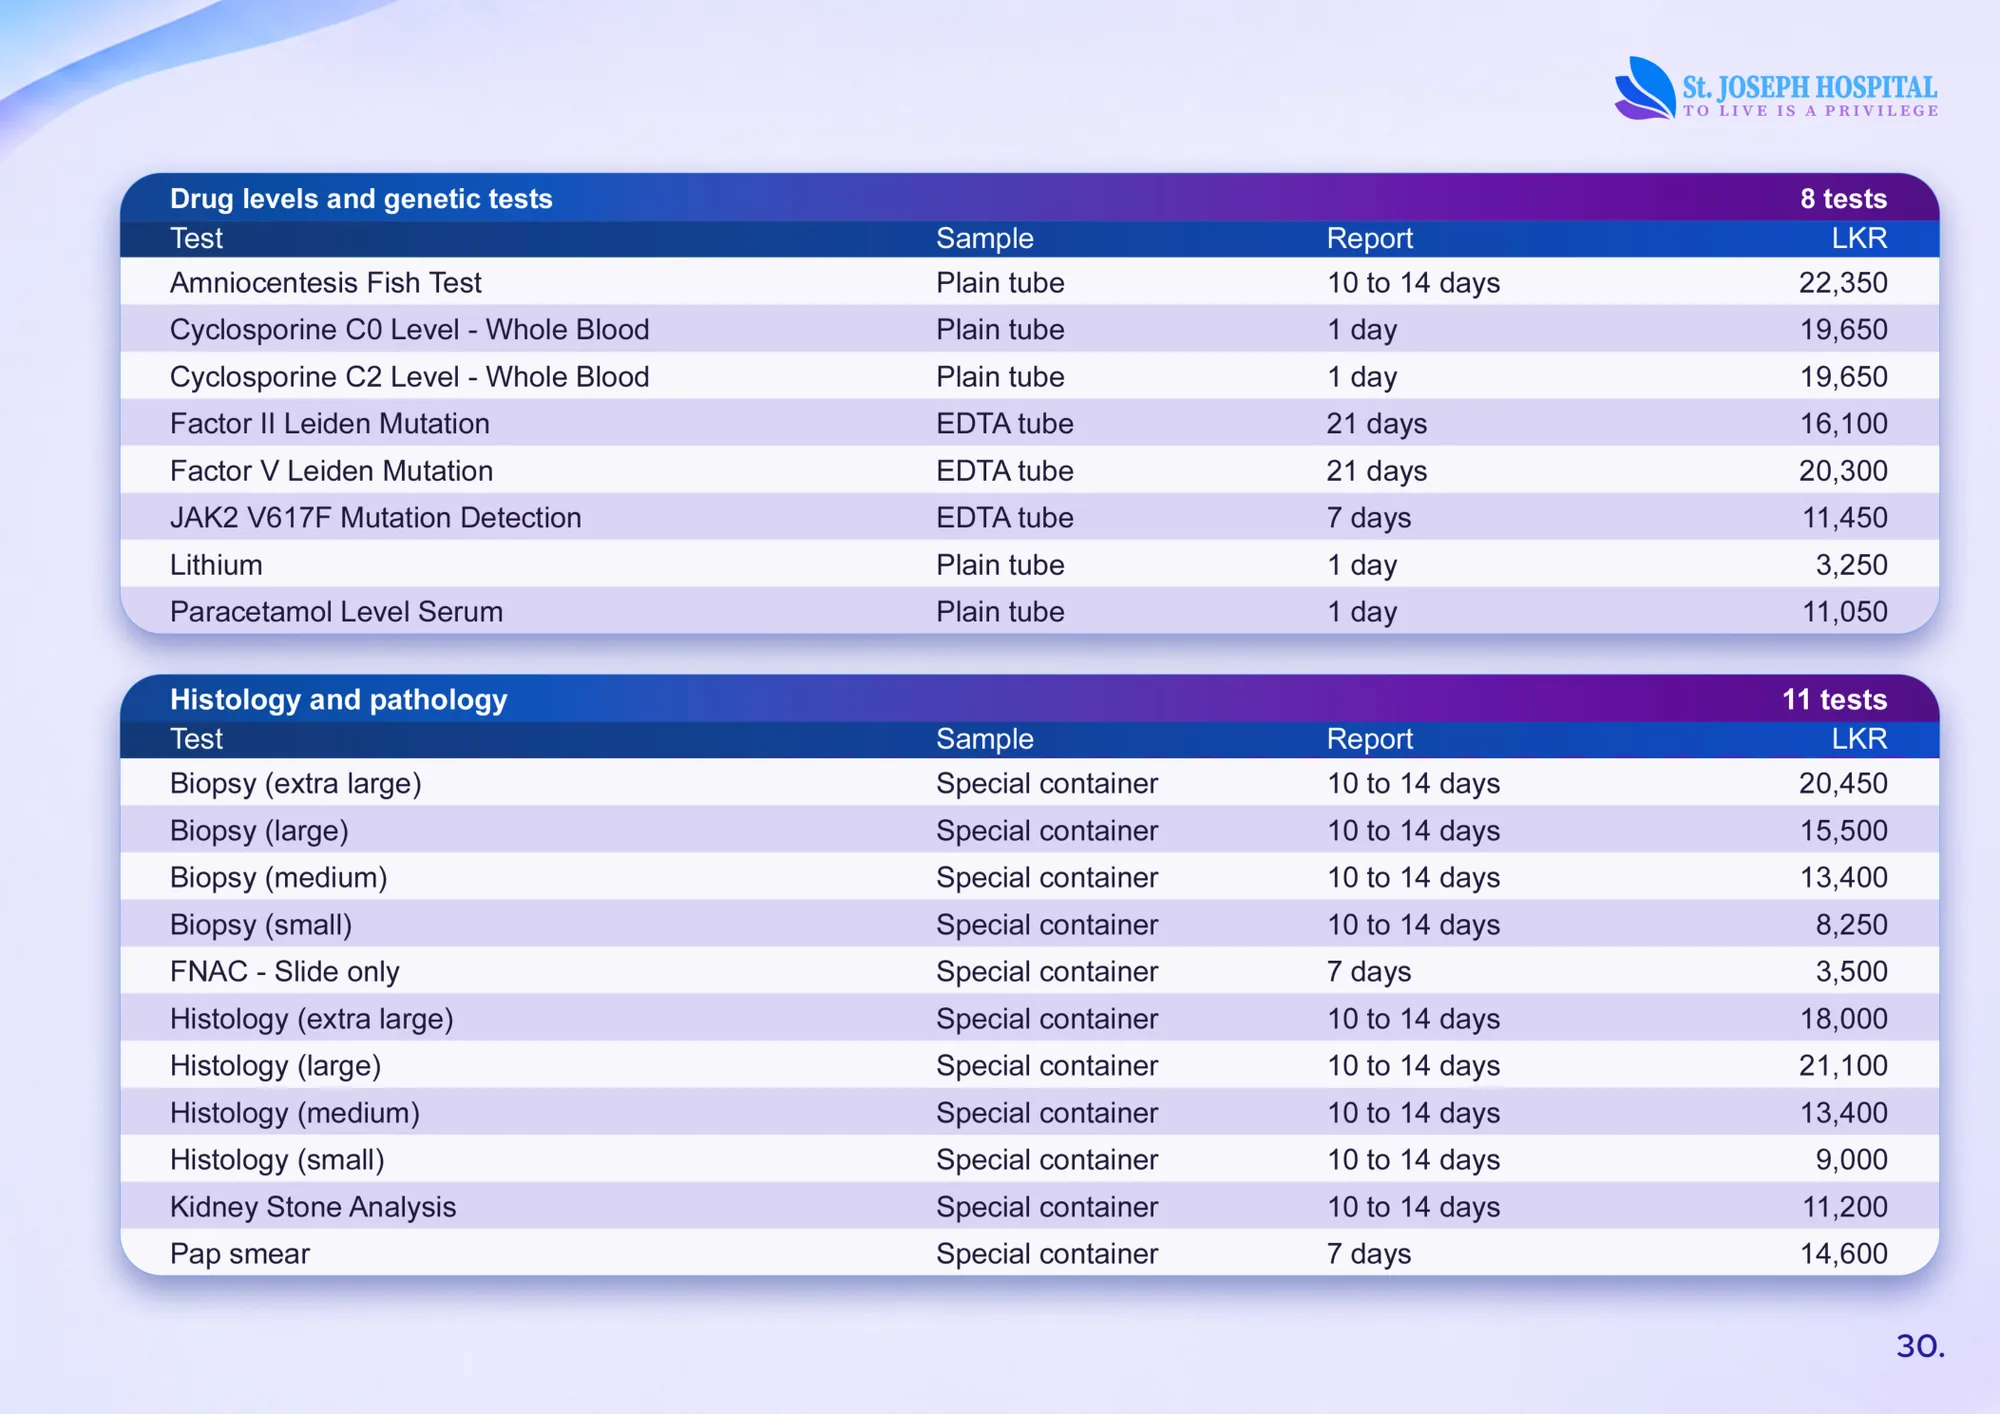 St. JOSEPH HOSPITAL
TO LIVE IS A PRIVILEGE
Drug levels and genetic tests 8 tests
Test Sample Report LKR
Amniocentesis Fish Test Plain tube 10 to 14 days 22,350
Cyclosporine C0 Level - Whole Blood Plain tube 1 day 19,650
Cyclosporine C2 Level - Whole Blood Plain tube 1 day 19,650
Factor II Leiden Mutation EDTA tube 21 days 16,100
Factor V Leiden Mutation EDTA tube 21 days 20,300
JAK2 V617F Mutation Detection EDTA tube 7 days 11,450
Lithium Plain tube 1 day 3,250
Paracetamol Level Serum Plain tube 1 day 11,050
Histology and pathology 11 tests
Test Sample Report LKR
Biopsy (extra large) Special container 10 to 14 days 20,450
Biopsy (large) Special container 10 to 14 days 15,500
Biopsy (medium) Special container 10 to 14 days 13,400
Biopsy (small) Special container 10 to 14 days 8,250
FNAC - Slide only Special container 7 days 3,500
Histology (extra large) Special container 10 to 14 days 18,000
Histology (large) Special container 10 to 14 days 21,100
Histology (medium) Special container 10 to 14 days 13,400
Histology (small) Special container 10 to 14 days 9,000
Kidney Stone Analysis Special container 10 to 14 days 11,200
Pap smear Special container 7 days 14,600
30.